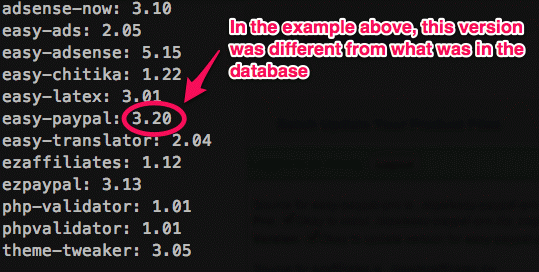 adsense-now: 3.10
easy-ads: 2.05
easy-adsense: 5.15
easy-chitika: 1.22
easy-latex: 3.01
easy-paypal: 3.20
easy-translator: 2.04
ezaffiliates: 1.12
ezpaypal: 3.13
php-validator: 1.01
phpvalidator: 1.01
theme-tweaker: 3.05
In the example above, this version
was different from what was in the
database